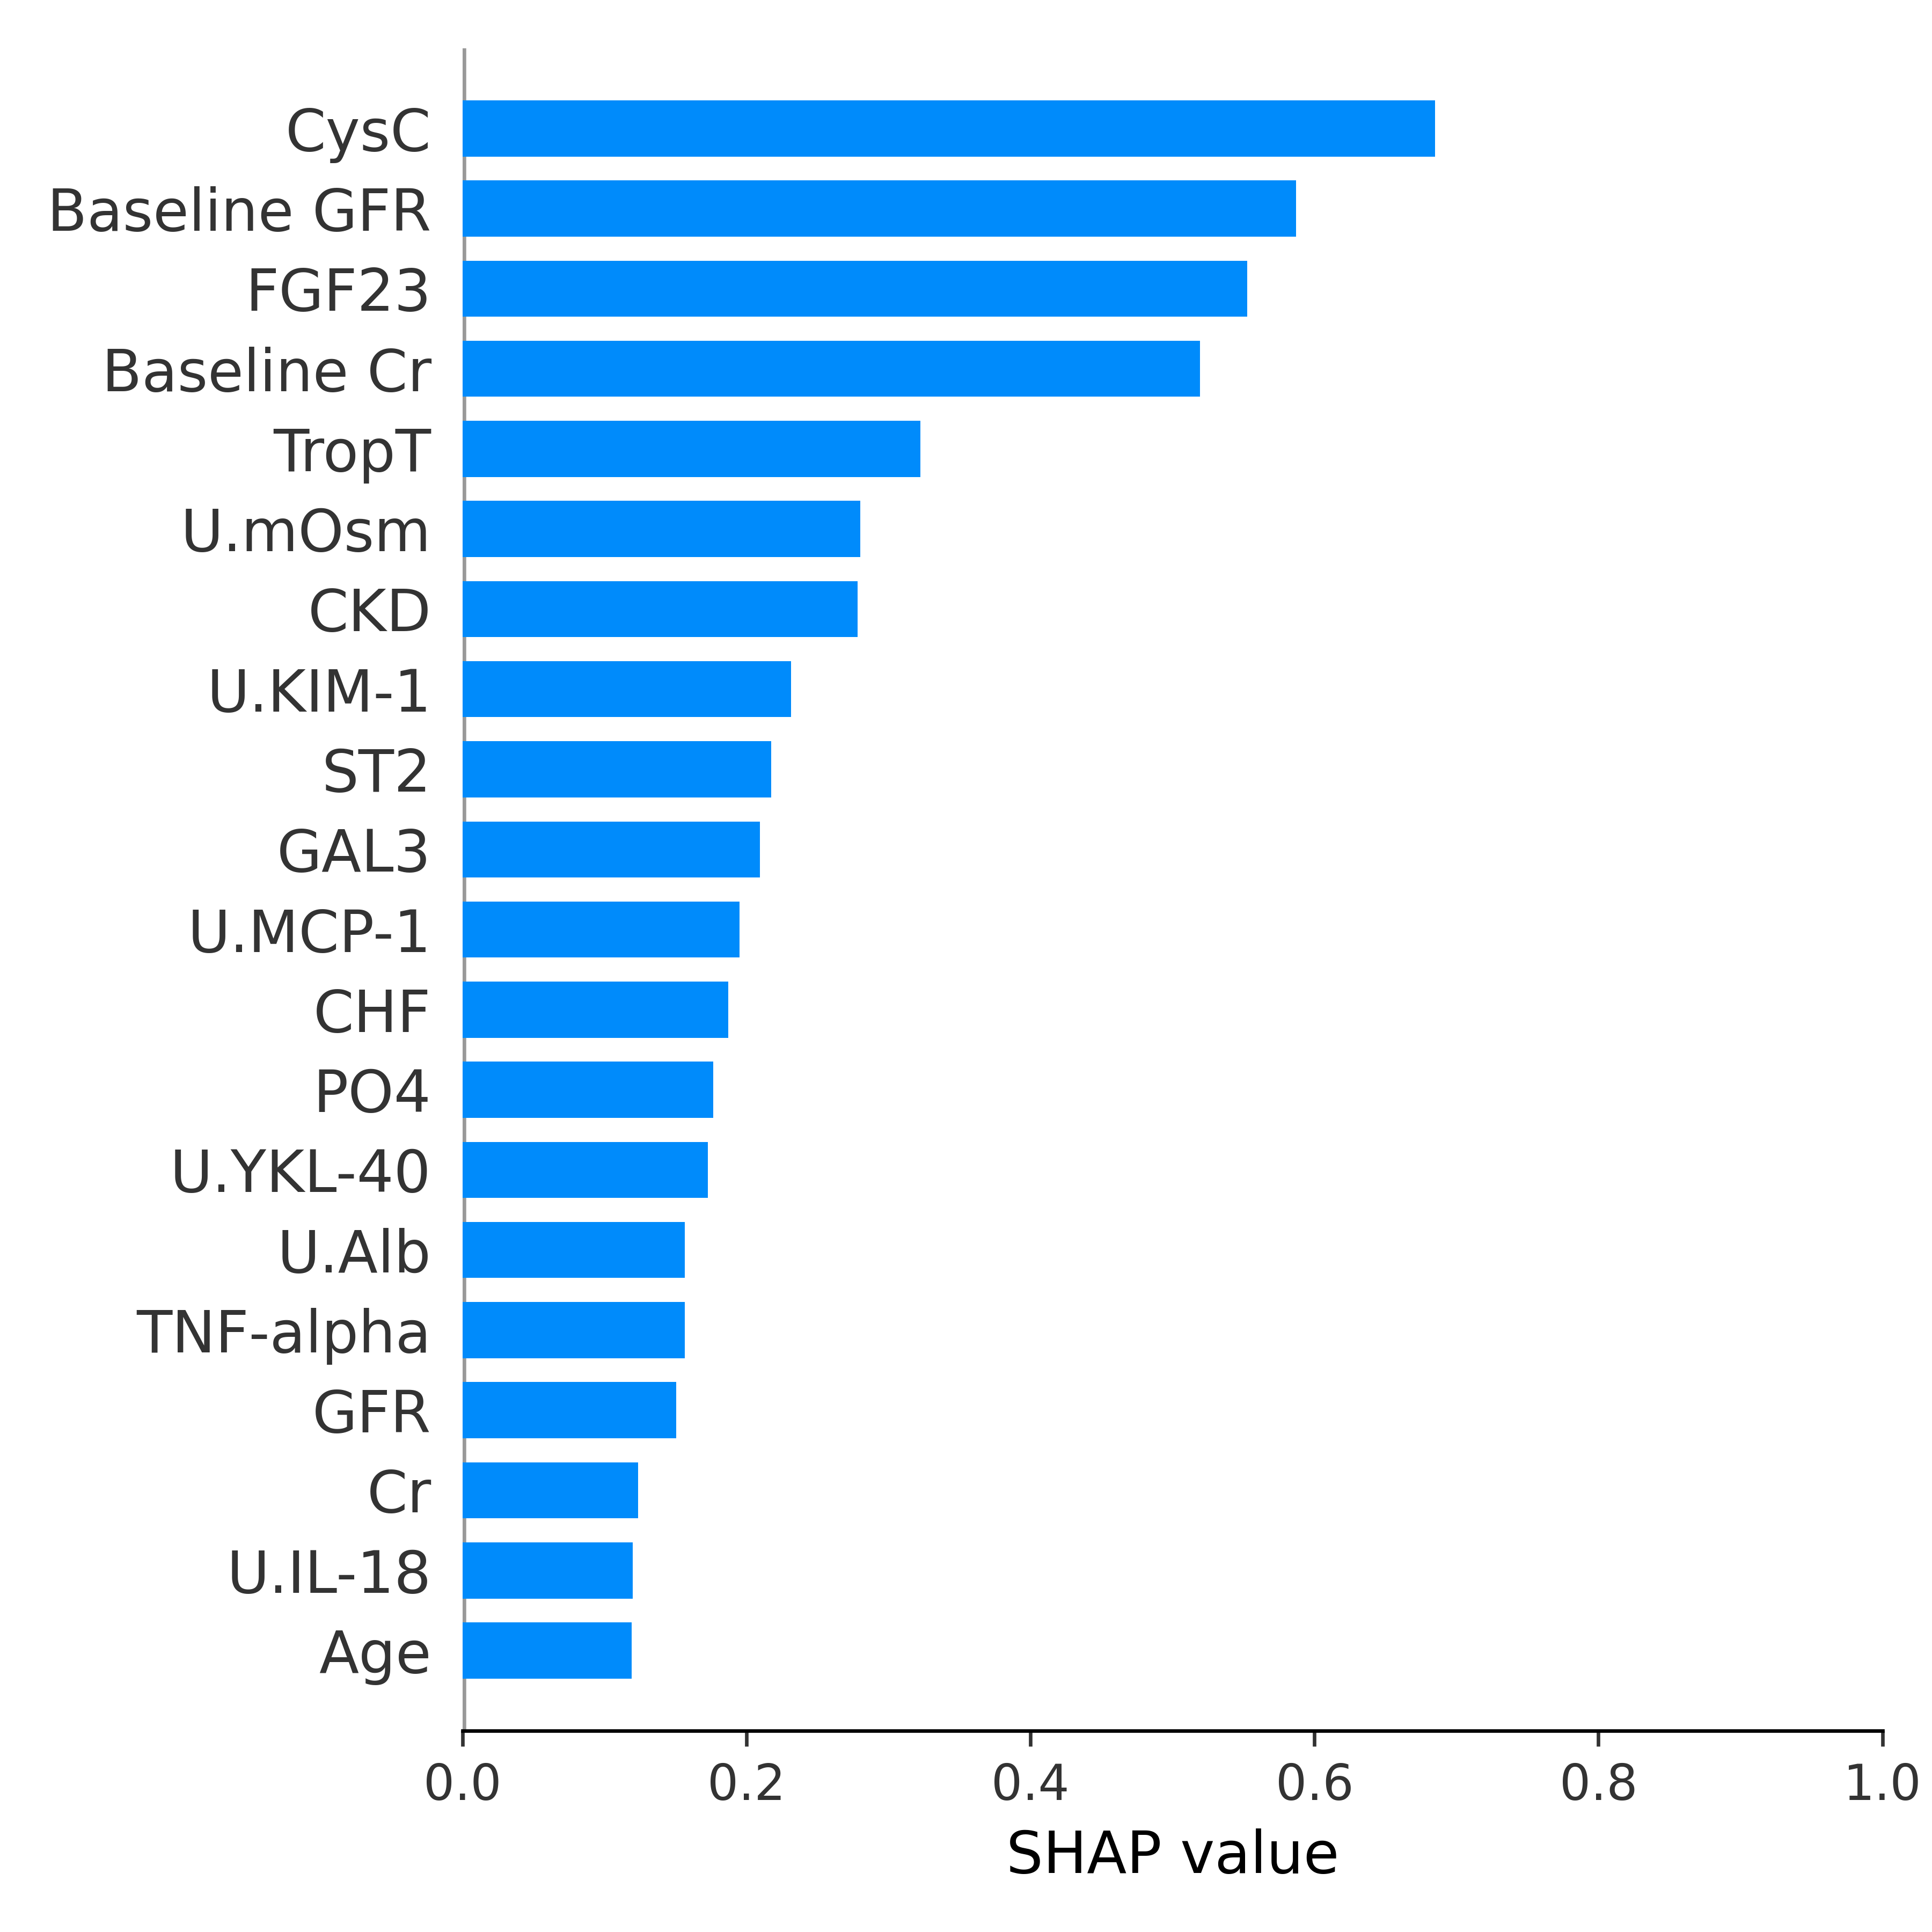 CysC
Baseline GFR
FGF23
Baseline Cr
TropT
U.mOsm
CKD
U.KIM-1
ST2
GAL3
U.MCP-1
CHF
PO4
U.YKL-40
U.Alb
TNF-alpha
GFR
Cr
U.IL-18
Age
0.0 0.2 0.4 0.6 0.8 1.0
SHAP value